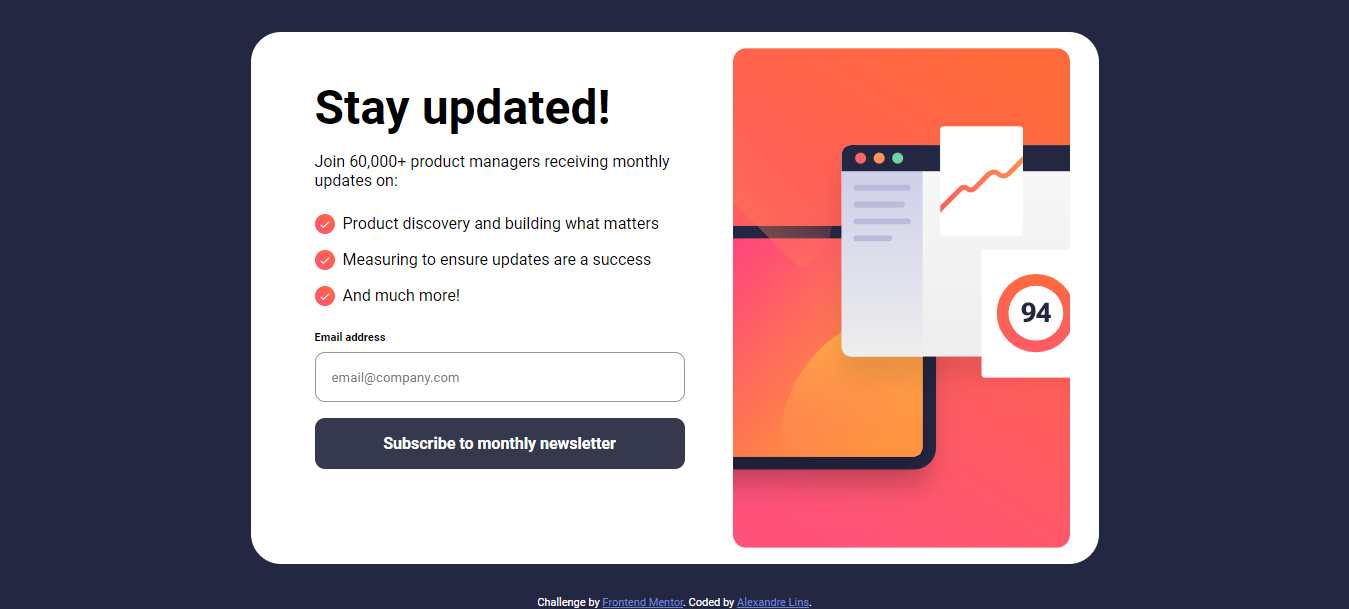 Stay updated!
Join 60,000+ product managers receiving monthly
updates on:
Product discovery and building what matters
Measuring to ensure updates are a success
And much more!
Email address
email@company.com
Subscribe to monthly newsletter
94
Challenge by Frontend Mentor. Coded by Alexandre Lins.